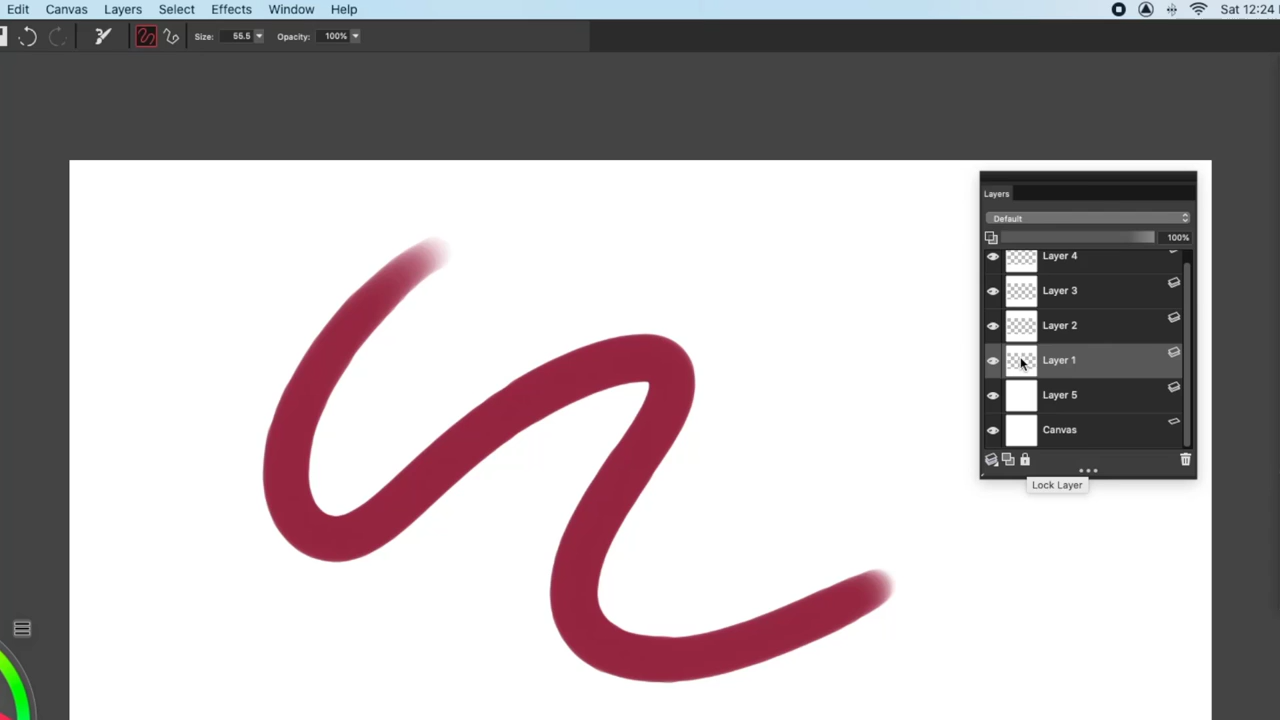 Edit Canvas Layers Select Effects Window Help Sat 12:24
Size: 55.5 Opacity: 100%
Layers
Default
100%
Layer 4
Layer 3
Layer 2
Layer 1
Layer 5
Canvas
Lock Layer